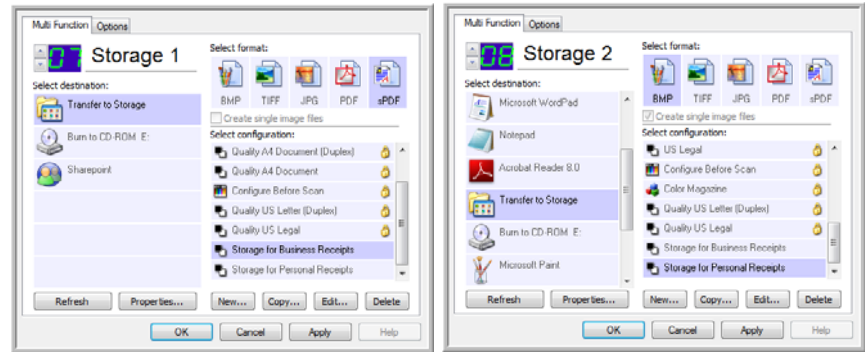 Multi Function Options
07 Storage 1
Select format:
BMP TIFF JPG PDF sPDF
Create single image files
Select destination:
Transfer to Storage
Burn to CD-ROM E:
Sharepoint
Select configuration:
Quality A4 Document (Duplex)
Quality A4 Document
Configure Before Scan
Quality US Letter (Duplex)
Quality US Legal
Storage for Business Receipts
Storage for Personal Receipts
Refresh Properties... New... Copy... Edit... Delete
OK Cancel Apply Help
Multi Function Options
08 Storage 2
Select format:
BMP TIFF JPG PDF sPDF
Create single image files
Select destination:
Microsoft WordPad
Notepad
Acrobat Reader 8.0
Transfer to Storage
Burn to CD-ROM E:
Microsoft Paint
Select configuration:
US Legal
Configure Before Scan
Color Magazine
Quality US Letter (Duplex)
Quality US Legal
Storage for Business Receipts
Storage for Personal Receipts
Refresh Properties... New... Copy... Edit... Delete
OK Cancel Apply Help